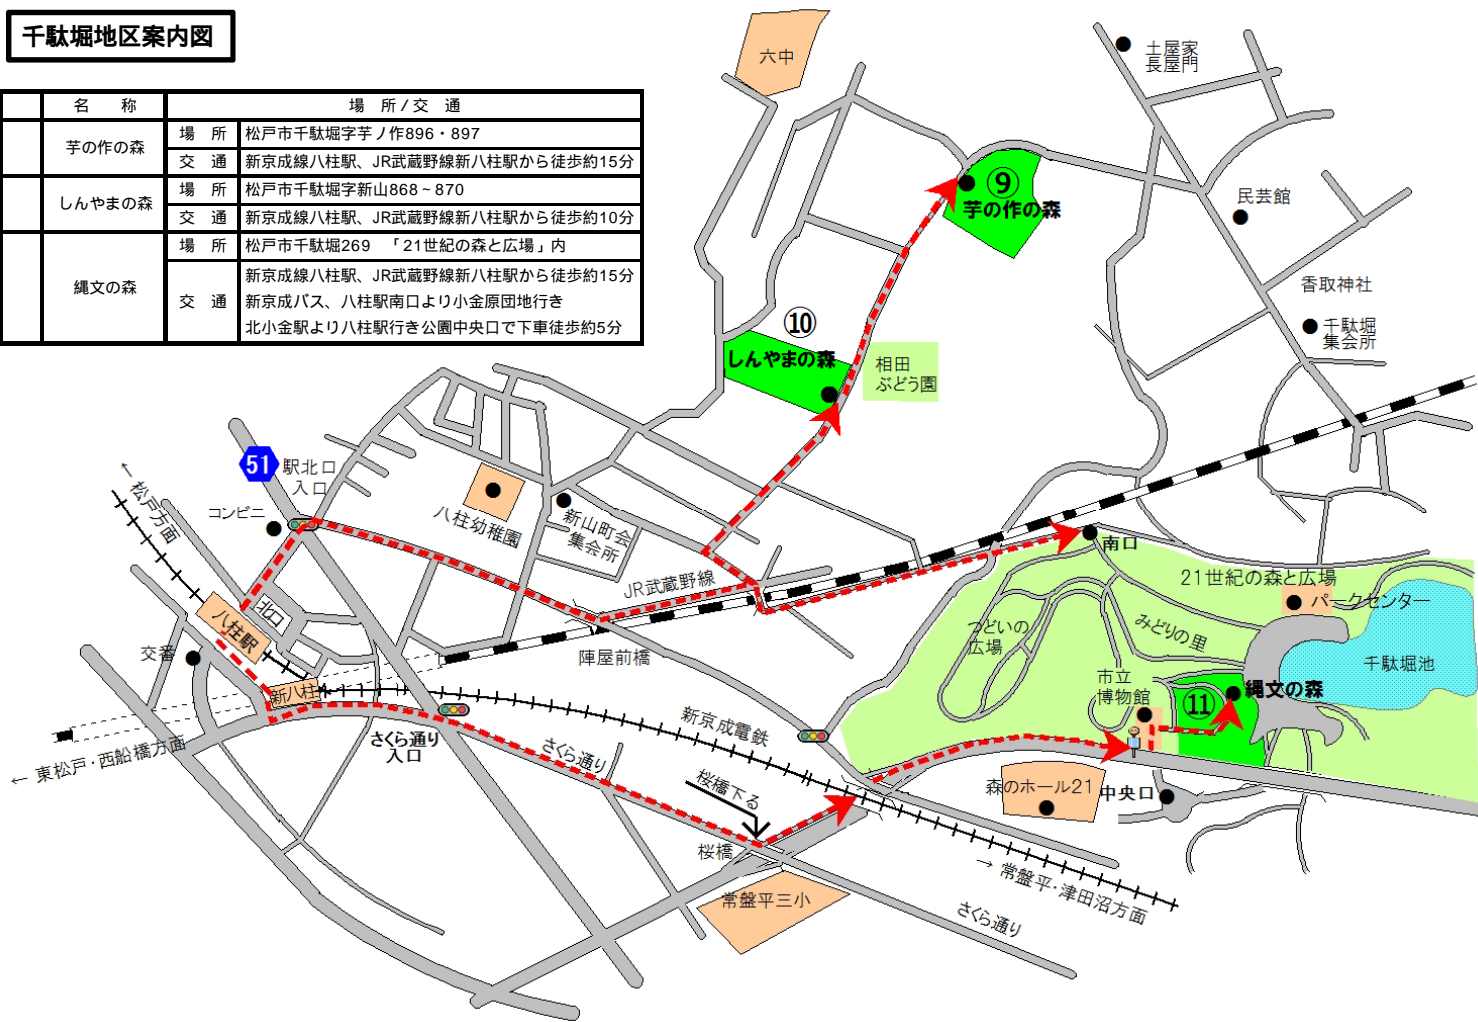 千駄堀地区案内図
名　称
場　所 / 交　通
芋の作の森
場　所
松戸市千駄堀字芋ノ作896・897
交　通
新京成線八柱駅、JR武蔵野線新八柱駅から徒歩約15分
しんやまの森
場　所
松戸市千駄堀字新山868～870
交　通
新京成線八柱駅、JR武蔵野線新八柱駅から徒歩約10分
縄文の森
場　所
松戸市千駄堀269　「21世紀の森と広場」内
交　通
新京成線八柱駅、JR武蔵野線新八柱駅から徒歩約15分
新京成バス、八柱駅南口より小金原団地行き
北小金駅より八柱駅行き公園中央口で下車徒歩約5分
六中
土屋家
長屋門
⑨
芋の作の森
民芸館
香取神社
千駄堀
集会所
⑩
しんやまの森
相田
ぶどう園
51
駅北口
入口
コンビニ
← 松戸方面
八柱幼稚園
新山町会
集会所
JR武蔵野線
南口
21世紀の森と広場
パークセンター
北口
八柱駅
交番
新八柱
陣屋前橋
つどいの
広場
みどりの里
千駄堀池
市立
博物館
⑪
縄文の森
新京成電鉄
さくら通り
入口
さくら通り
← 東松戸・西船橋方面
桜橋下る
森のホール21
中央口
桜橋
常盤平三小
→ 常盤平・津田沼方面
さくら通り